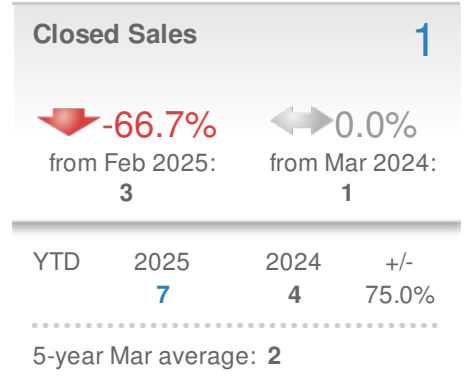 Closed Sales 1
-66.7% 0.0%
from Feb 2025: from Mar 2024:
3 1
YTD 2025 2024 +/-
7 4 75.0%
5-year Mar average: 2